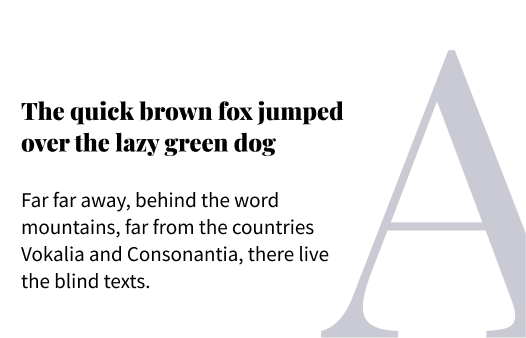 The quick brown fox jumped
over the lazy green dog
Far far away, behind the word
mountains, far from the countries
Vokalia and Consonantia, there live
the blind texts.
A